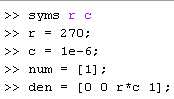 >> syms r c
>> r = 270;
>> c = 1e-6;
>> num = [1];
>> den = [0 0 r*c 1];